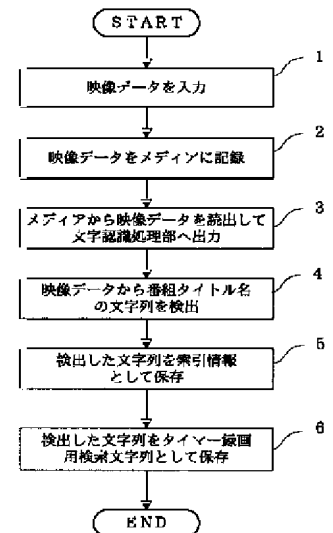 START
映像データを入力
1
映像データをメディアに記録
2
メディアから映像データを読出して
文字認識処理部へ出力
3
映像データから番組タイトル名
の文字列を検出
4
検出した文字列を索引情報
として保存
5
検出した文字列をタイマー録画
用検索文字列として保存
6
END